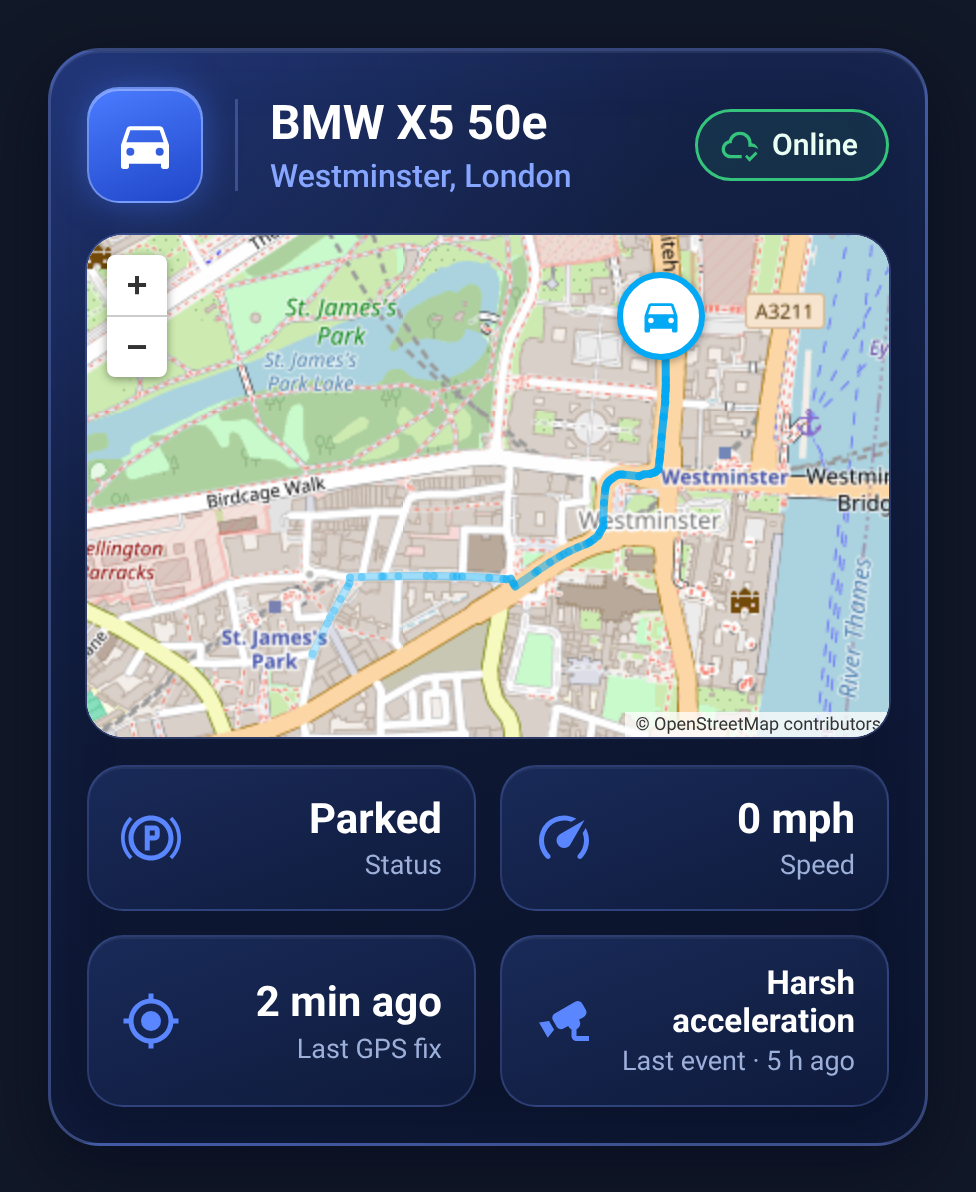 BMW X5 50e
Westminster, London
Online
+
−
St. James's
Park
St. James's
Park Lake
A3211
Birdcage Walk
Westminster
Westmin
Bridg
Westminster
ellington
arracks
St. James's
Park
River Thames
© OpenStreetMap contributors
Parked
Status
0 mph
Speed
2 min ago
Last GPS fix
Harsh
acceleration
Last event · 5 h ago